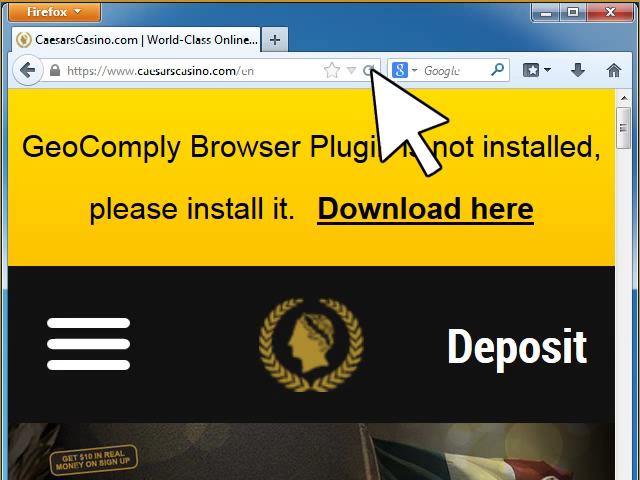 Firefox
CaesarsCasino.com | World-Class Online...
https://www.caesarscasino.com/en
Google
GeoComply Browser Plugin is not installed,
please install it. Download here
Deposit
GET $10 IN REAL
MONEY ON SIGN UP